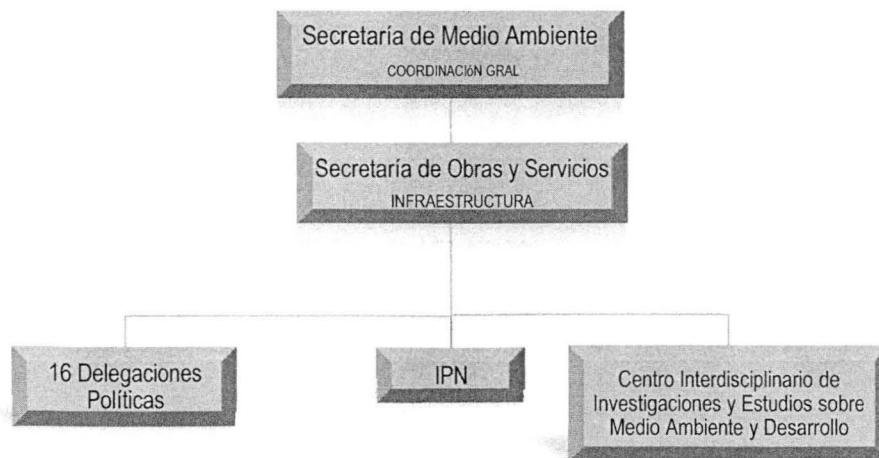 Secretaría de Medio Ambiente
COORDINACIóN GRAL
Secretaría de Obras y Servicios
INFRAESTRUCTURA
16 Delegaciones
Políticas
IPN
Centro Interdisciplinario de
Investigaciones y Estudios sobre
Medio Ambiente y Desarrollo